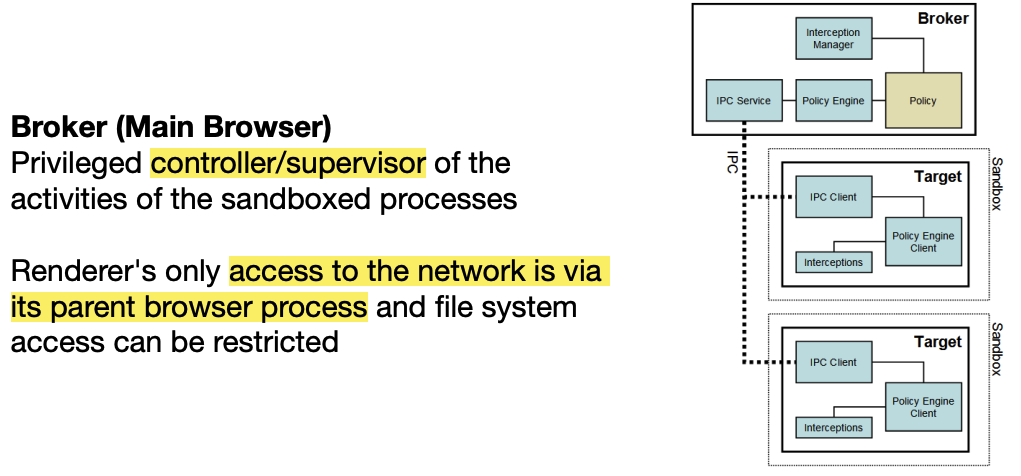 Broker (Main Browser)
Privileged controller/supervisor of the
activities of the sandboxed processes
Renderer's only access to the network is via
its parent browser process and file system
access can be restricted
Broker
Interception
Manager
IPC Service
Policy Engine
Policy
IPC
Sandbox
Target
IPC Client
Policy Engine
Client
Interceptions
Sandbox
Target
IPC Client
Policy Engine
Client
Interceptions